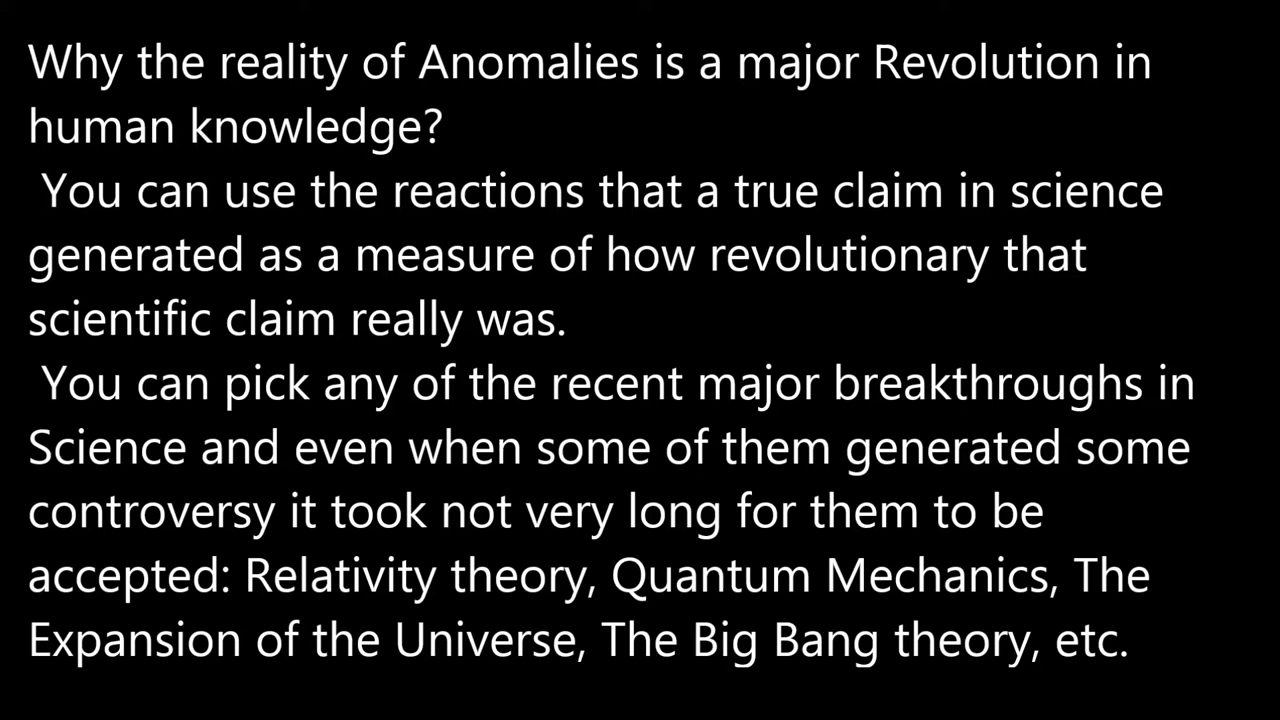 Why the reality of Anomalies is a major Revolution in
human knowledge?
You can use the reactions that a true claim in science
generated as a measure of how revolutionary that
scientific claim really was.
You can pick any of the recent major breakthroughs in
Science and even when some of them generated some
controversy it took not very long for them to be
accepted: Relativity theory, Quantum Mechanics, The
Expansion of the Universe, The Big Bang theory, etc.